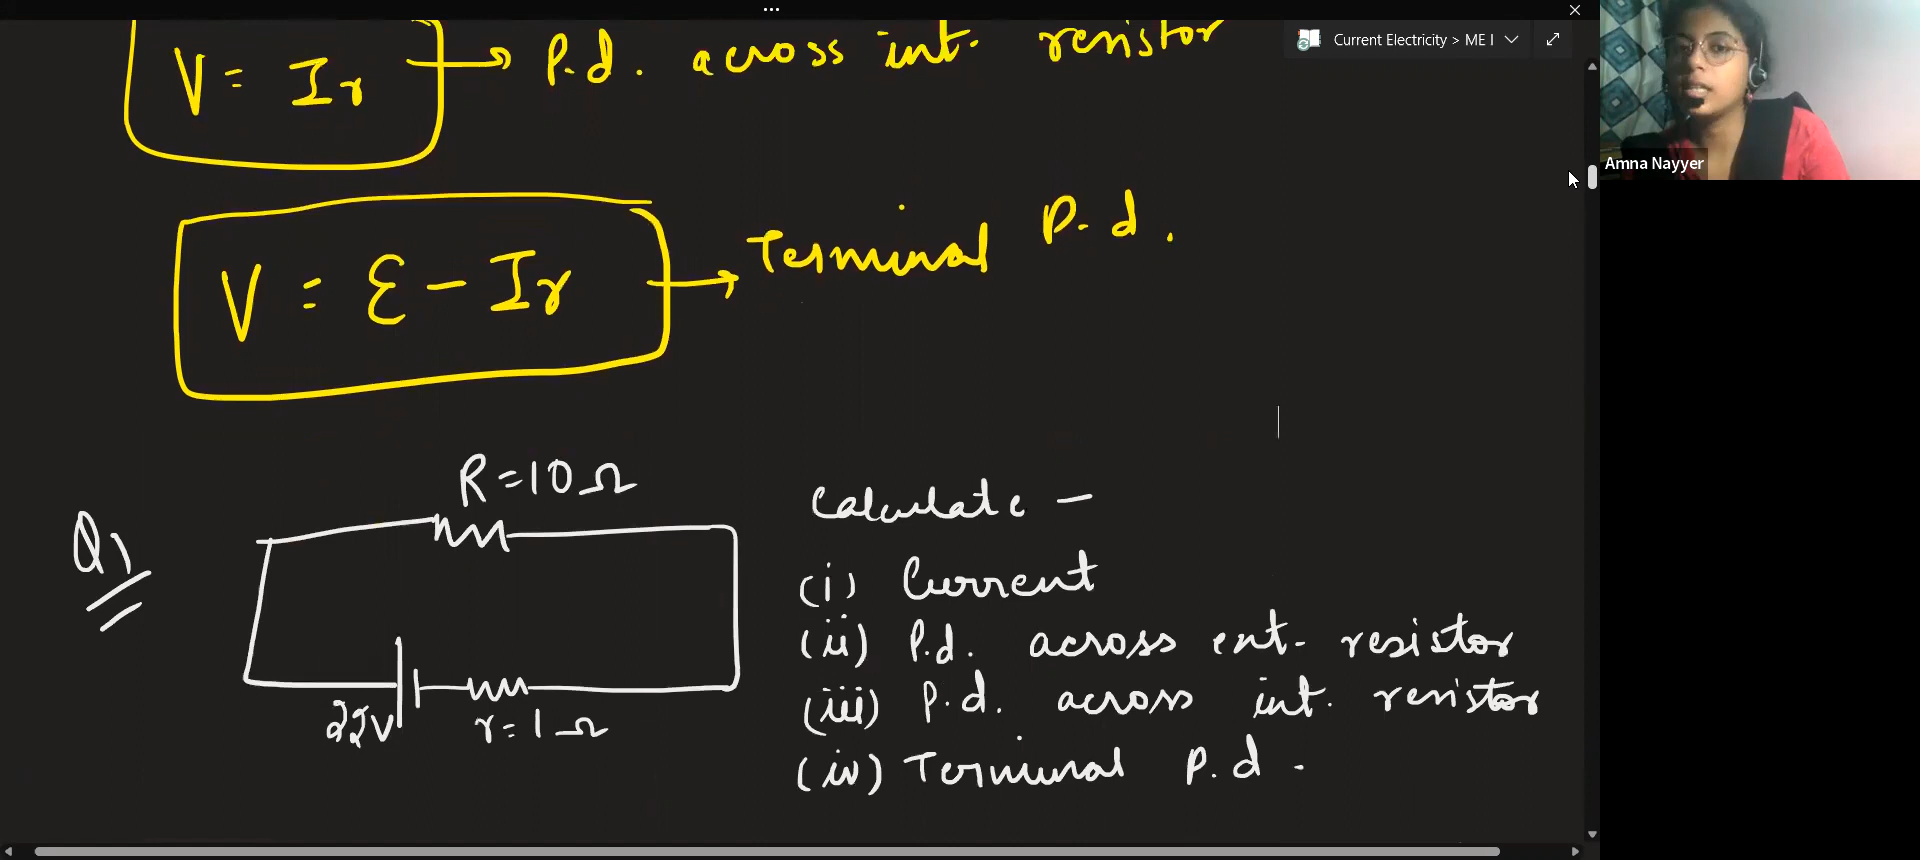 ...
Current Electricity > ME I
V = Ir → P.d. across int. resistor
Amna Nayyer
V = Ɛ - Ir → Terminal P.d.
Q1
R=10Ω
22V
r=1Ω
Calculate -
(i) Current
(ii) P.d. across ext. resistor
(iii) P.d. across int. resistor
(iv) Terminal P.d.